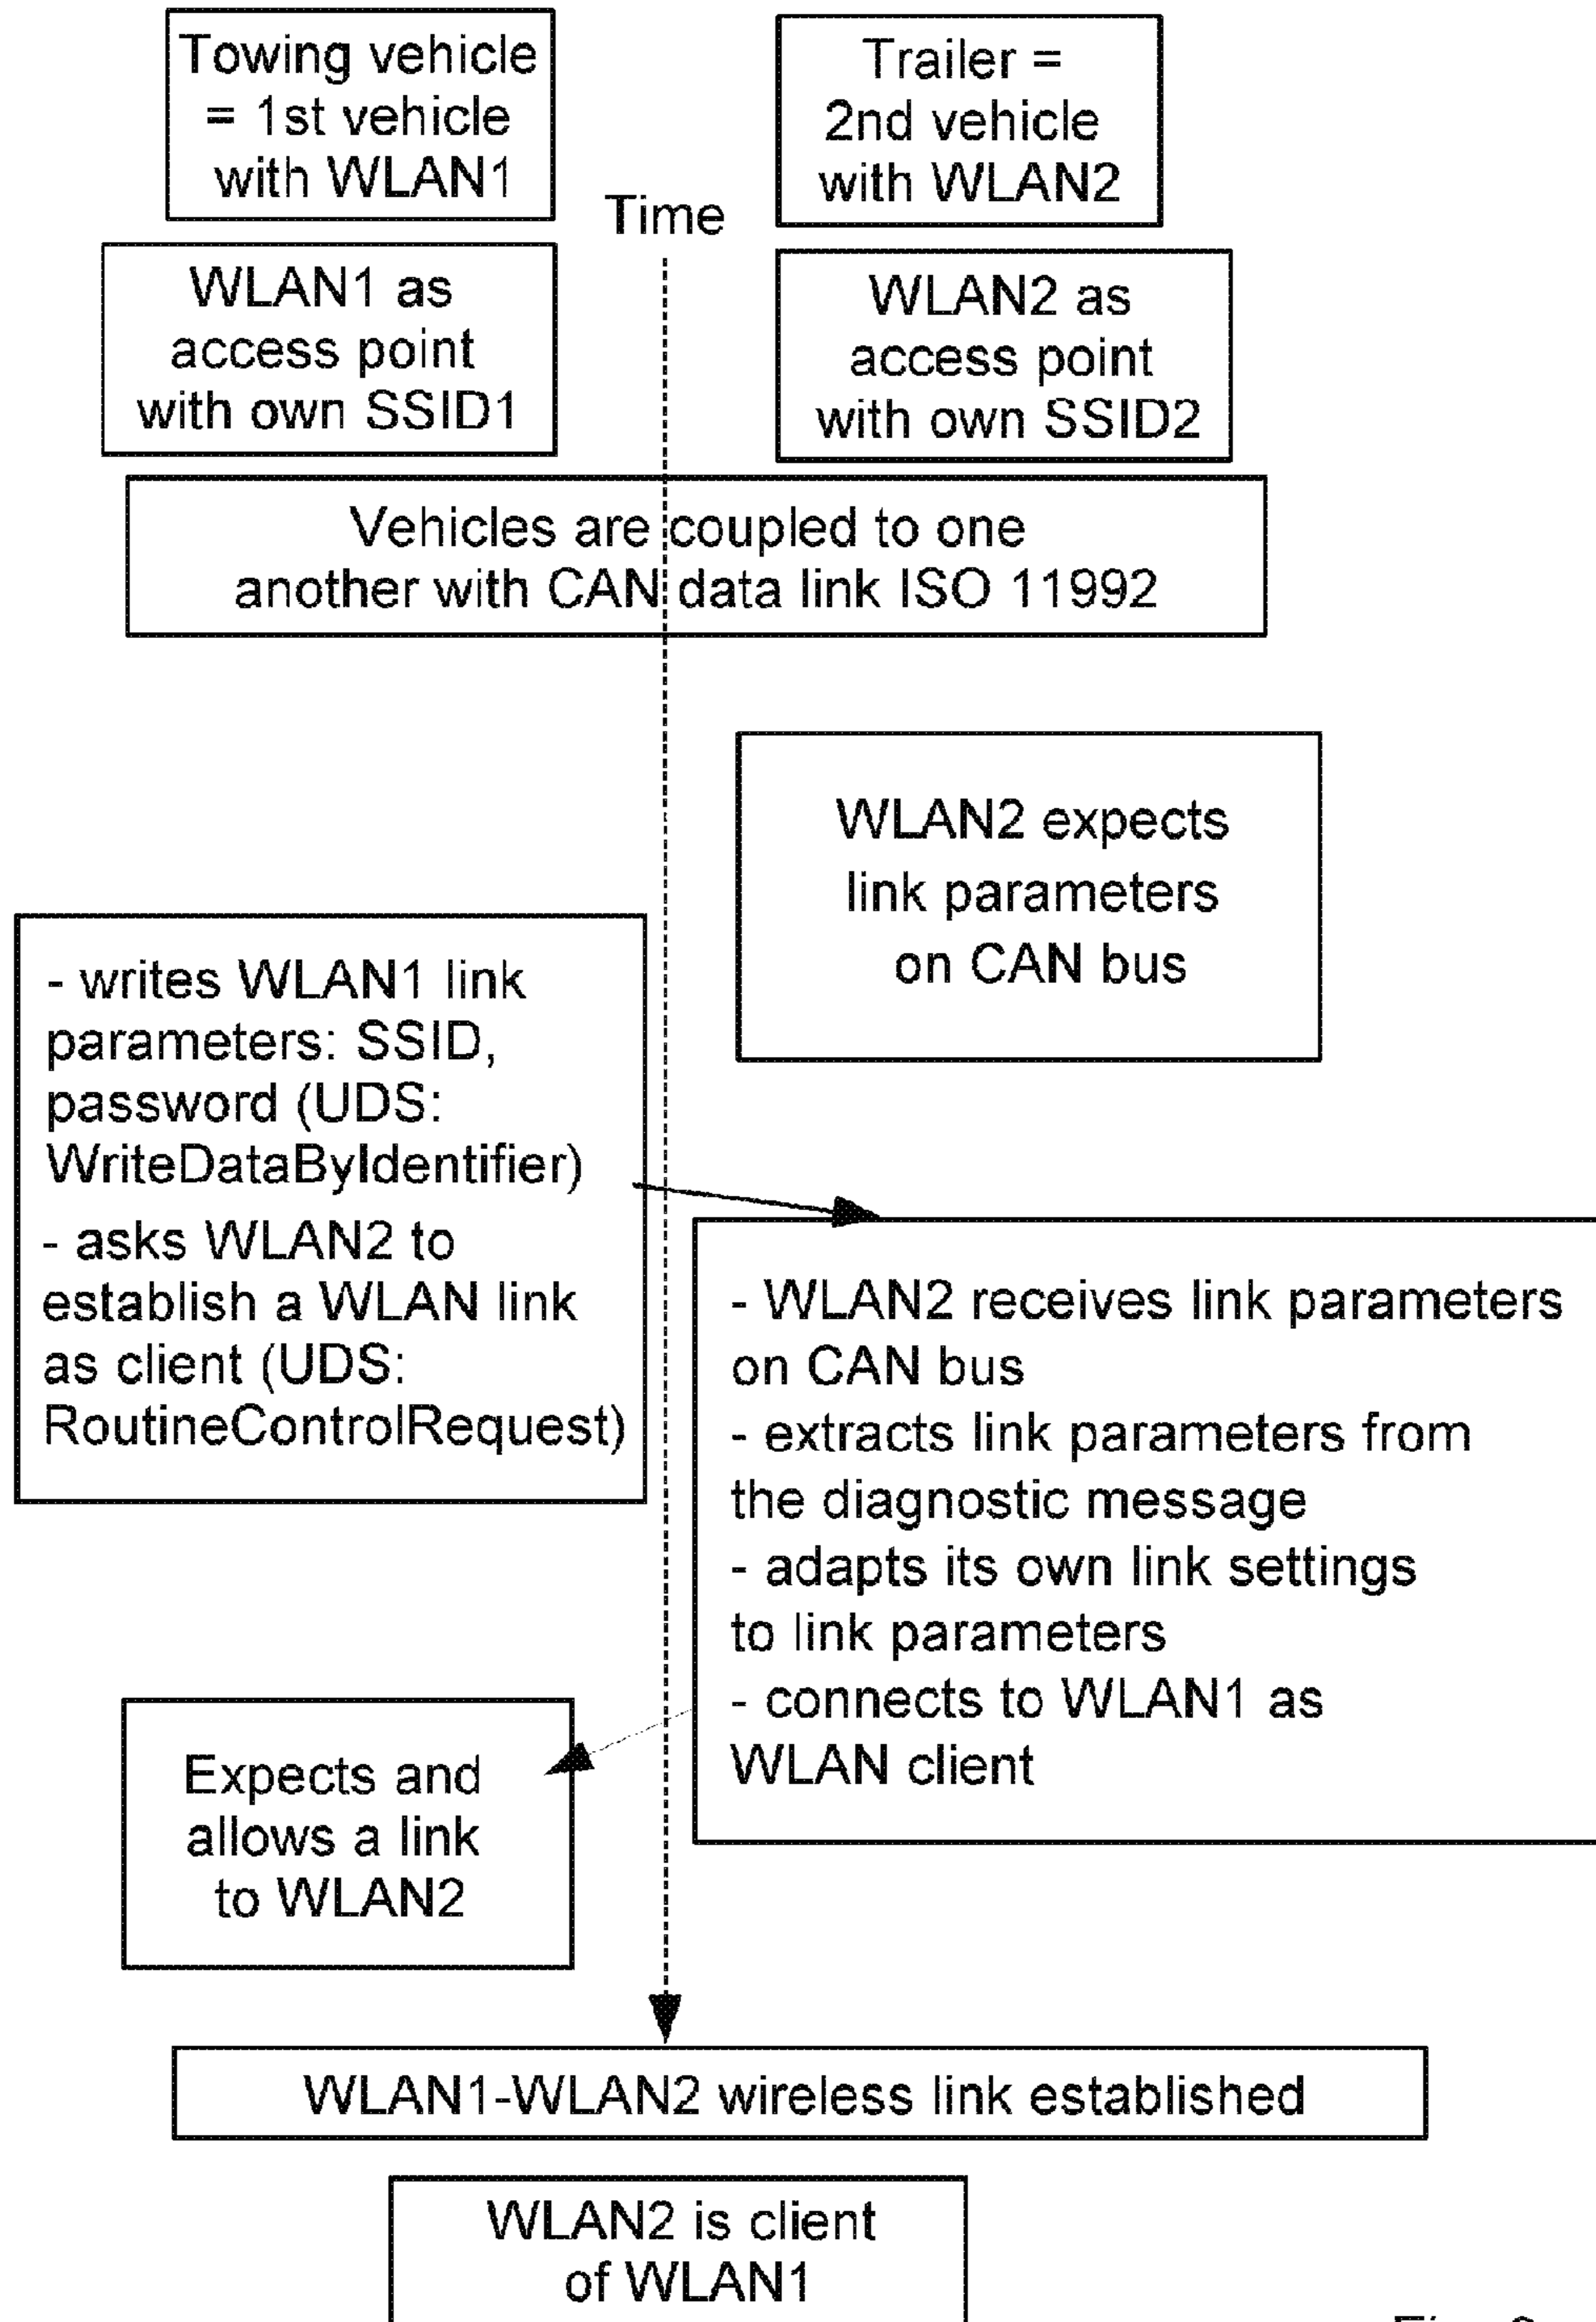 Towing vehicle
= 1st vehicle
with WLAN1
Trailer =
2nd vehicle
with WLAN2
Time
WLAN1 as
access point
with own SSID1
WLAN2 as
access point
with own SSID2
Vehicles are coupled to one
another with CAN data link ISO 11992
WLAN2 expects
link parameters
on CAN bus
- writes WLAN1 link
parameters: SSID,
password (UDS:
WriteDataByIdentifier)
- asks WLAN2 to
establish a WLAN link
as client (UDS:
RoutineControlRequest)
- WLAN2 receives link parameters
on CAN bus
- extracts link parameters from
the diagnostic message
- adapts its own link settings
to link parameters
- connects to WLAN1 as
WLAN client
Expects and
allows a link
to WLAN2
WLAN1-WLAN2 wireless link established
WLAN2 is client
of WLAN1